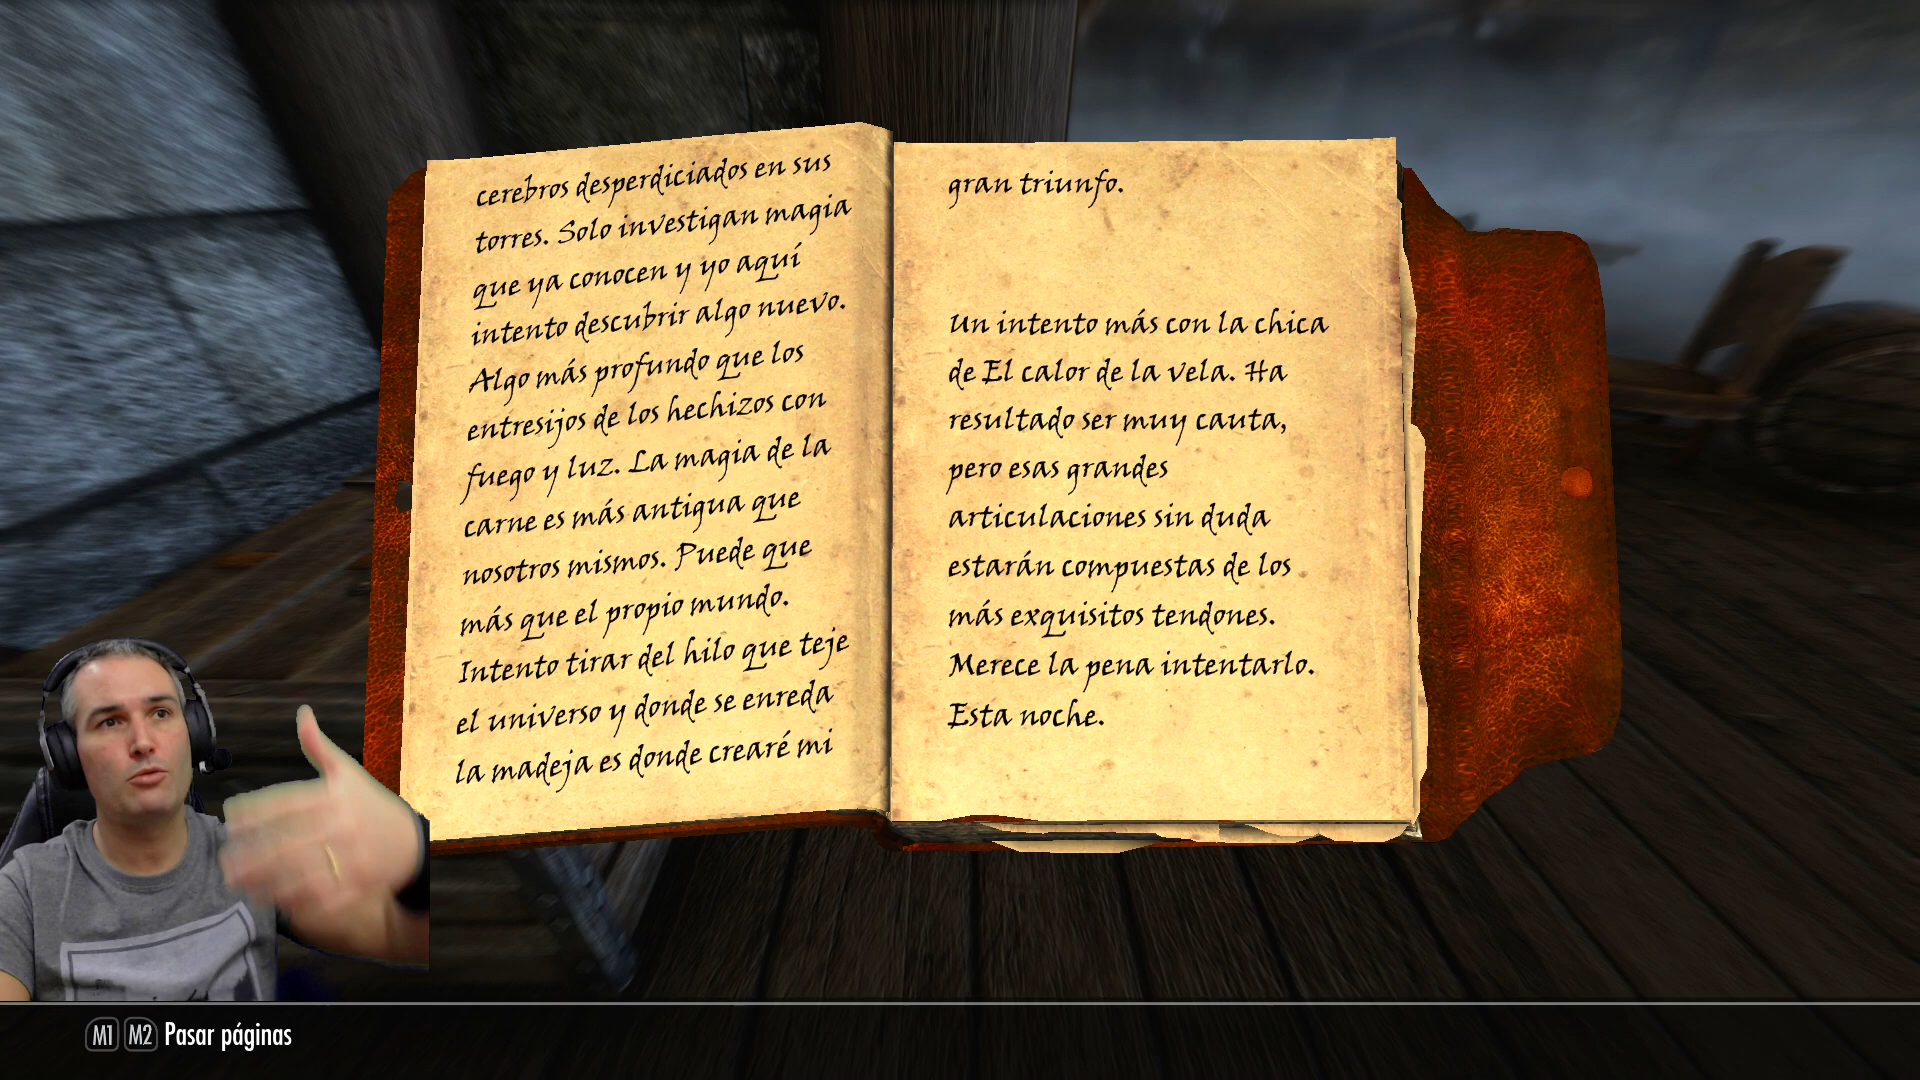 cerebros desperdiciados en sus
torres. Solo investigan magia
que ya conocen y yo aquí
intento descubrir algo nuevo.
Algo más profundo que los
entresijos de los hechizos con
fuego y luz. La magia de la
carne es más antigua que
nosotros mismos. Puede que
más que el propio mundo.
Intento tirar del hilo que teje
el universo y donde se enreda
la madeja es donde crearé mi
gran triunfo.
Un intento más con la chica
de El calor de la vela. Ha
resultado ser muy cauta,
pero esas grandes
articulaciones sin duda
estarán compuestas de los
más exquisitos tendones.
Merece la pena intentarlo.
Esta noche.
M1 M2 Pasar páginas